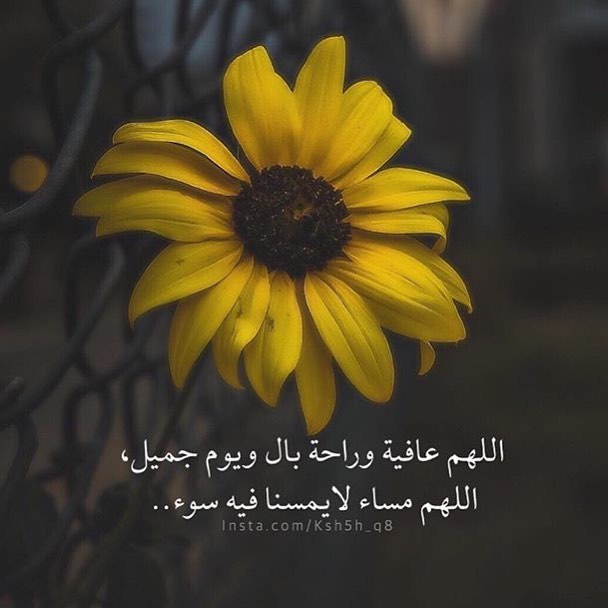 اللهم عافية وراحة بال ويوم جميل،
اللهم مساء لايمسنا فيه سوء..
Insta.com/Ksh5h_q8